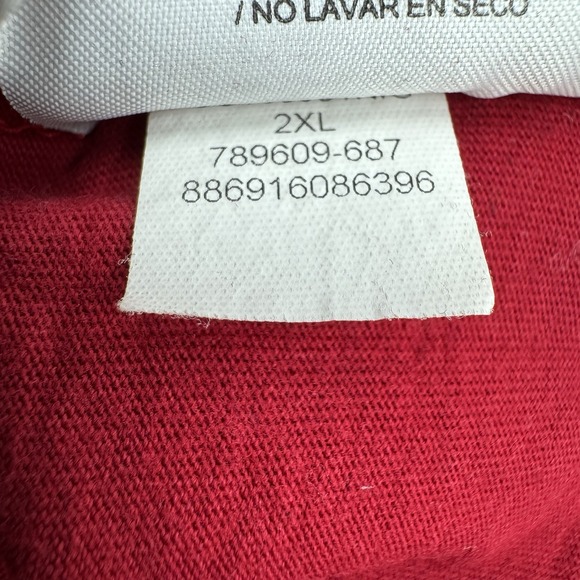 / NO LAVAR EN SECO
2XL
789609-687
886916086396